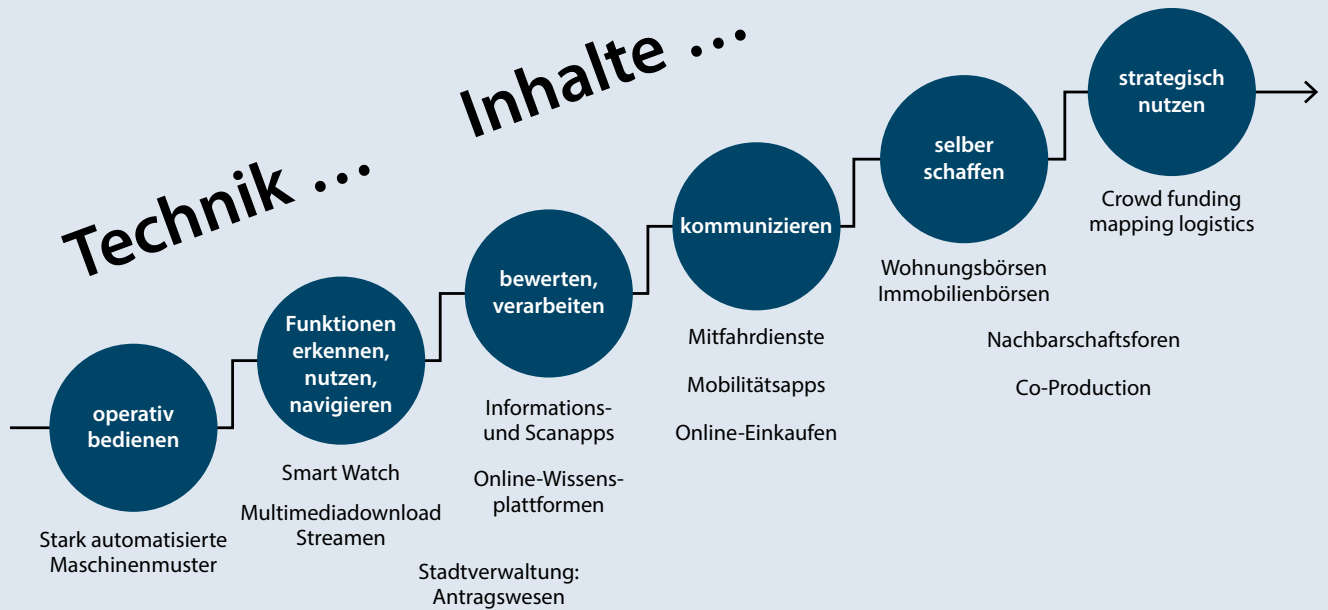 Technik ...
Inhalte ...
operativ
bedienen
Stark automatisierte
Maschinenmuster
Funktionen
erkennen,
nutzen,
navigieren
Smart Watch
Multimediadownload
Streamen
Stadtverwaltung:
Antragswesen
bewerten,
verarbeiten
Informations-
und Scanapps
Online-Wissens-
plattformen
kommunizieren
Mitfahrdienste
Mobilitätsapps
Online-Einkaufen
selber
schaffen
Wohnungsbörsen
Immobilienbörsen
Nachbarschaftsforen
Co-Production
strategisch
nutzen
Crowd funding
mapping logistics